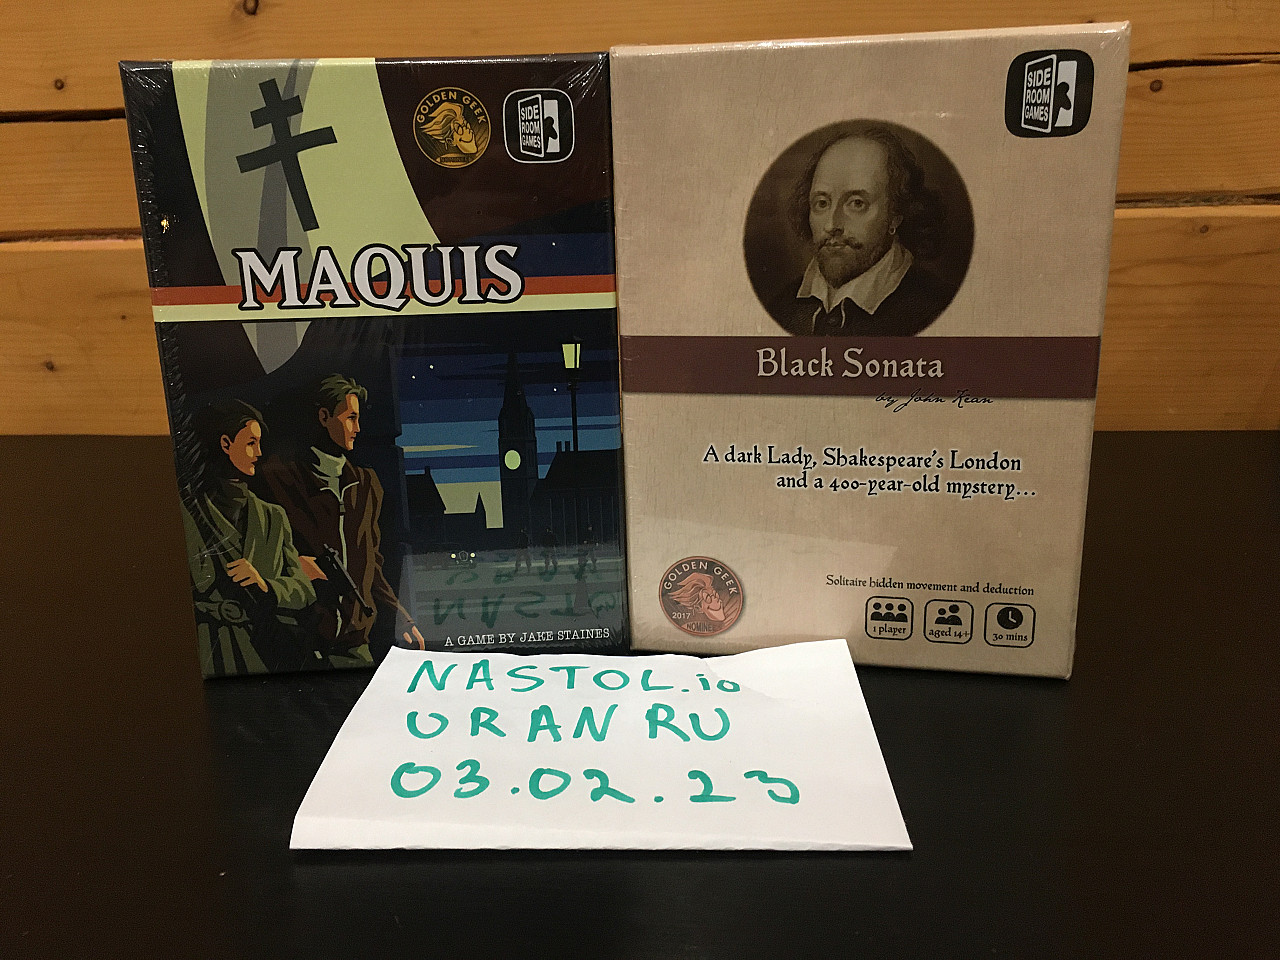 GOLDEN GEEK
SIDE
ROOM
GAMES
MAQUIS
A GAME BY JAKE STAINES
SIDE
ROOM
GAMES
Black Sonata
by John Kean
A dark Lady, Shakespeare's London
and a 400-year-old mystery...
GOLDEN GEEK
2017
NOMINEE
Solitaire hidden movement and deduction
1 player
aged 14+
30 mins
NASTOL.io
URAN RU
03.02.23